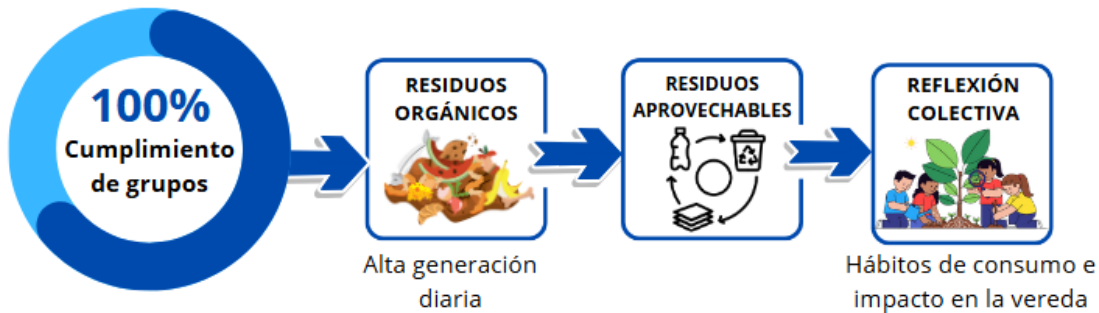 100%
Cumplimiento
de grupos
RESIDUOS
ORGÁNICOS
Alta generación
diaria
RESIDUOS
APROVECHABLES
REFLEXIÓN
COLECTIVA
Hábitos de consumo e
impacto en la vereda